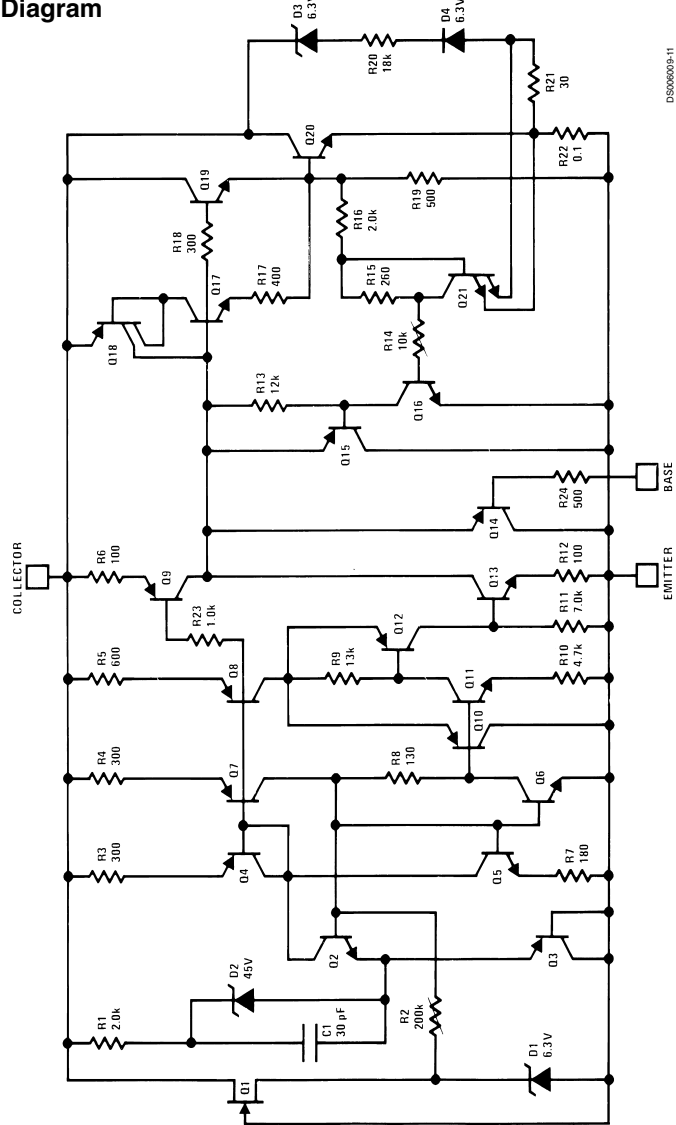 Diagram
D3
6.3V
D4
6.3V
R20
18k
R21
30
DS006009-11
Q20
R22
0.1
Q19
R18
300
R16
2.0k
R19
500
Q17
R17
400
R15
260
Q21
Q18
R14
10k
R13
12k
Q16
Q15
R24
500
BASE
Q14
COLLECTOR
R6
100
Q9
R23
1.0k
Q13
R12
100
EMITTER
R5
600
Q8
Q12
R9
13k
Q11
R11
7.0k
R10
4.7k
Q10
R4
300
Q7
R8
130
Q6
R3
300
Q4
Q5
R7
180
D2
45V
Q2
Q3
R1
2.0k
C1
30 pF
R2
200k
Q1
D1
6.3V